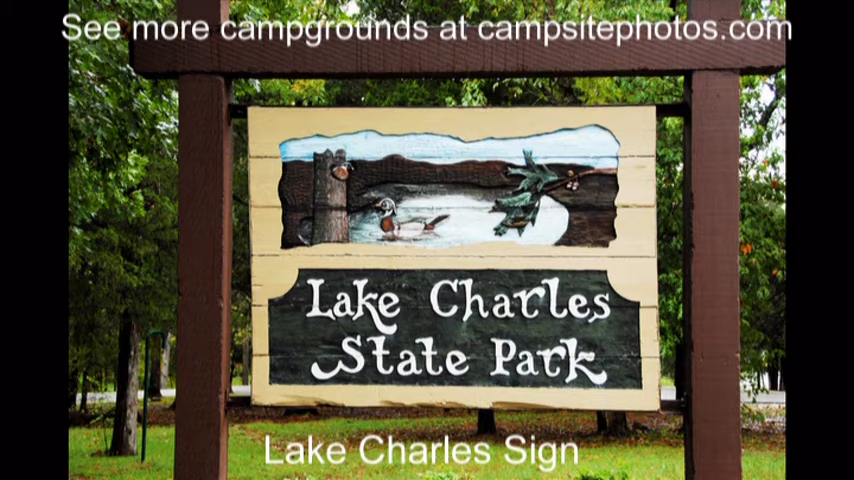 See more campgrounds at campsitephotos.com
Lake Charles
State Park
Lake Charles Sign